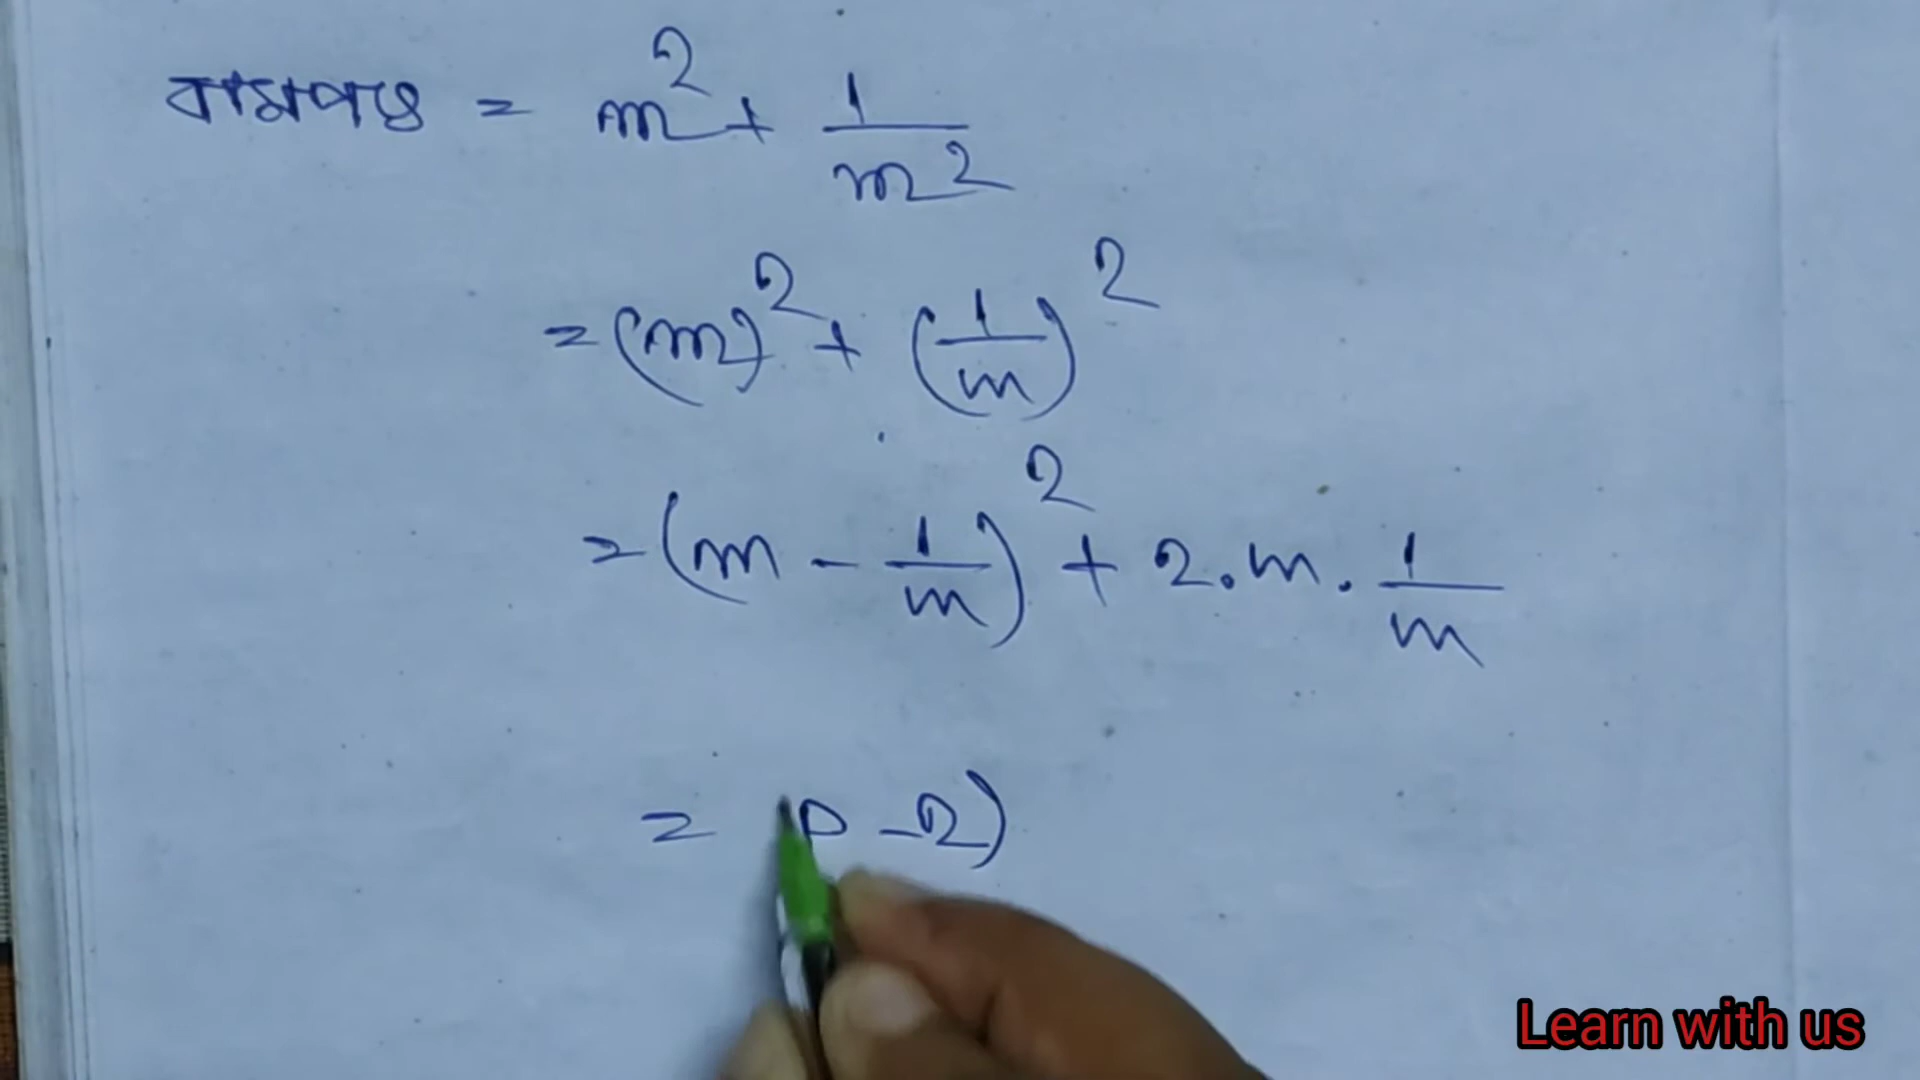 বামপক্ষ = m² + 1/m²
= (m)² + (1/m)²
= (m - 1/m)² + 2.m.1/m
= p - 2)
Learn with us